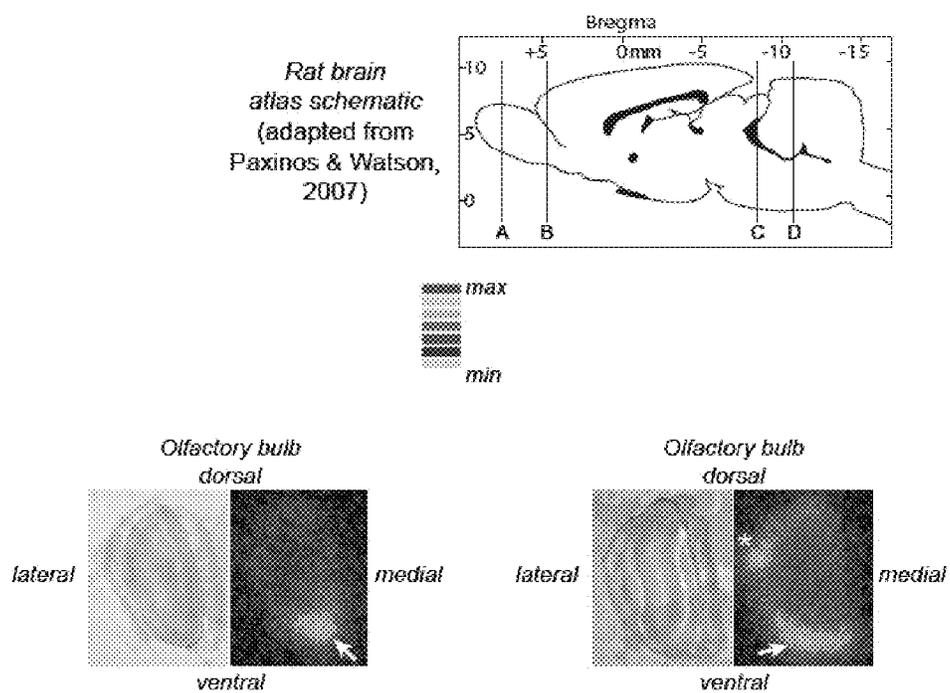 Bregma
+5 0mm -5 -10 -15
Rat brain
atlas schematic
(adapted from
Paxinos & Watson,
2007)
10
5
0
A B C D
max
min
Olfactory bulb
dorsal
lateral
medial
ventral
Olfactory bulb
dorsal
*
lateral
medial
ventral